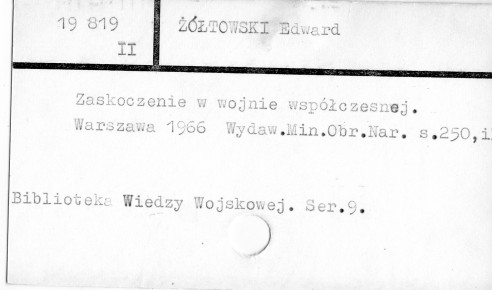 19 819
II
ŻÓŁTOWSKI Edward
Zaskoczenie w wojnie współczesnej.
Warszawa 1966 Wydaw.Min.Obr.Nar. s.250,
Biblioteka Wiedzy Wojskowej. Ser.9.